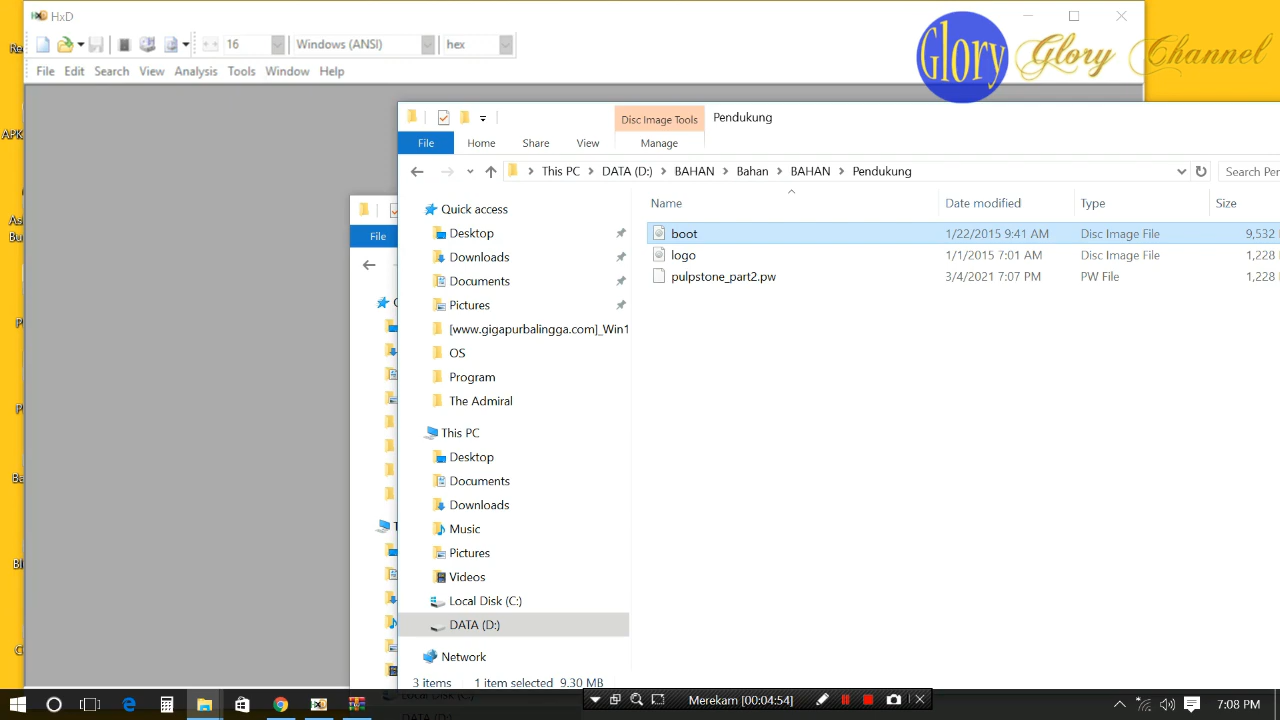 HxD
16
Windows (ANSI)
hex
File Edit Search View Analysis Tools Window Help
Glory
Glory Channel
Disc Image Tools
Pendukung
File Home Share View Manage
This PC
DATA (D:)
BAHAN
Bahan
BAHAN
Pendukung
Search Per
Name Date modified Type Size
boot 1/22/2015 9:41 AM Disc Image File 9,532
logo 1/1/2015 7:01 AM Disc Image File 1,228
pulpstone_part2.pw 3/4/2021 7:07 PM PW File 1,228
Quick access
Desktop
Downloads
Documents
Pictures
[www.gigapurbalingga.com]_Win1
OS
Program
The Admiral
This PC
Desktop
Documents
Downloads
Music
Pictures
Videos
Local Disk (C:)
DATA (D:)
Network
3 items 1 item selected 9.30 MB
File
Merekam [00:04:54]
7:08 PM